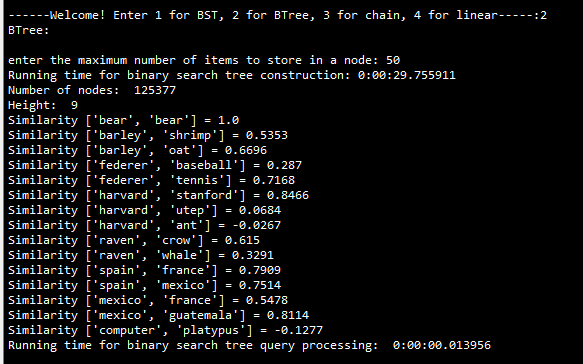 ------Welcome! Enter 1 for BST, 2 for BTree, 3 for chain, 4 for linear-----:2
BTree:
enter the maximum number of items to store in a node: 50
Running time for binary search tree construction: 0:00:29.755911
Number of nodes:  125377
Height:  9
Similarity ['bear', 'bear'] = 1.0
Similarity ['barley', 'shrimp'] = 0.5353
Similarity ['barley', 'oat'] = 0.6696
Similarity ['federer', 'baseball'] = 0.287
Similarity ['federer', 'tennis'] = 0.7168
Similarity ['harvard', 'stanford'] = 0.8466
Similarity ['harvard', 'utep'] = 0.0684
Similarity ['harvard', 'ant'] = -0.0267
Similarity ['raven', 'crow'] = 0.615
Similarity ['raven', 'whale'] = 0.3291
Similarity ['spain', 'france'] = 0.7909
Similarity ['spain', 'mexico'] = 0.7514
Similarity ['mexico', 'france'] = 0.5478
Similarity ['mexico', 'guatemala'] = 0.8114
Similarity ['computer', 'platypus'] = -0.1277
Running time for binary search tree query processing:  0:00:00.013956